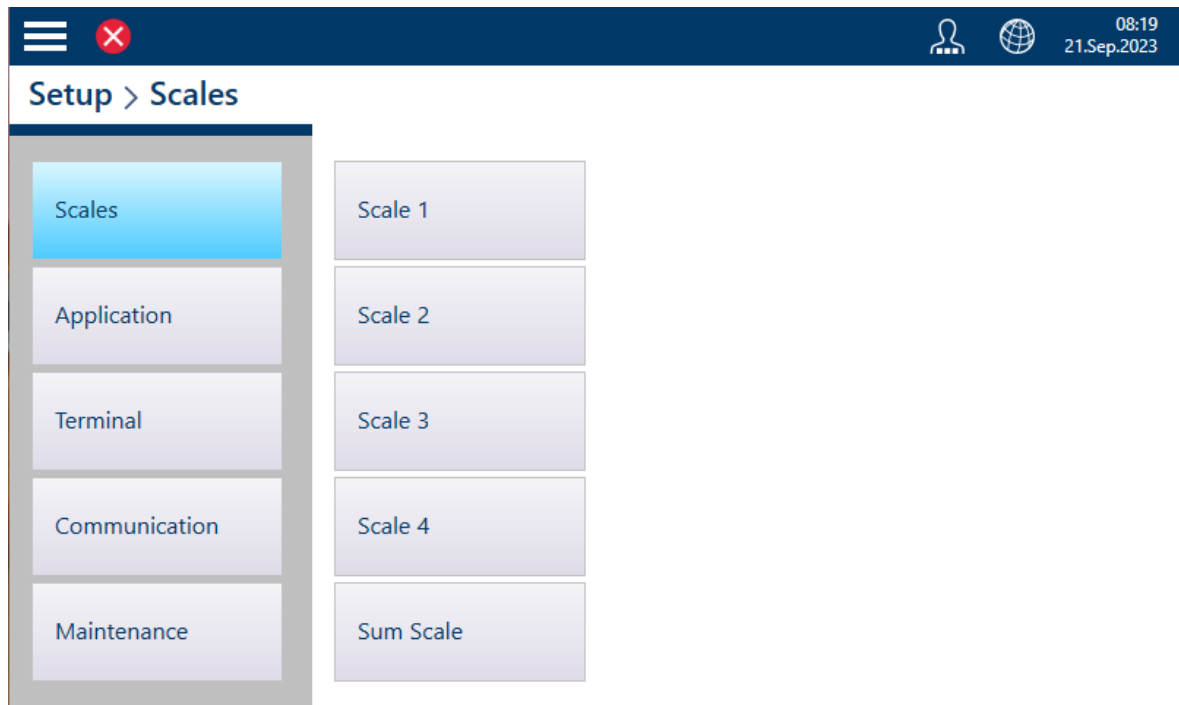 08:19
21.Sep.2023
Setup > Scales
Scales
Application
Terminal
Communication
Maintenance
Scale 1
Scale 2
Scale 3
Scale 4
Sum Scale